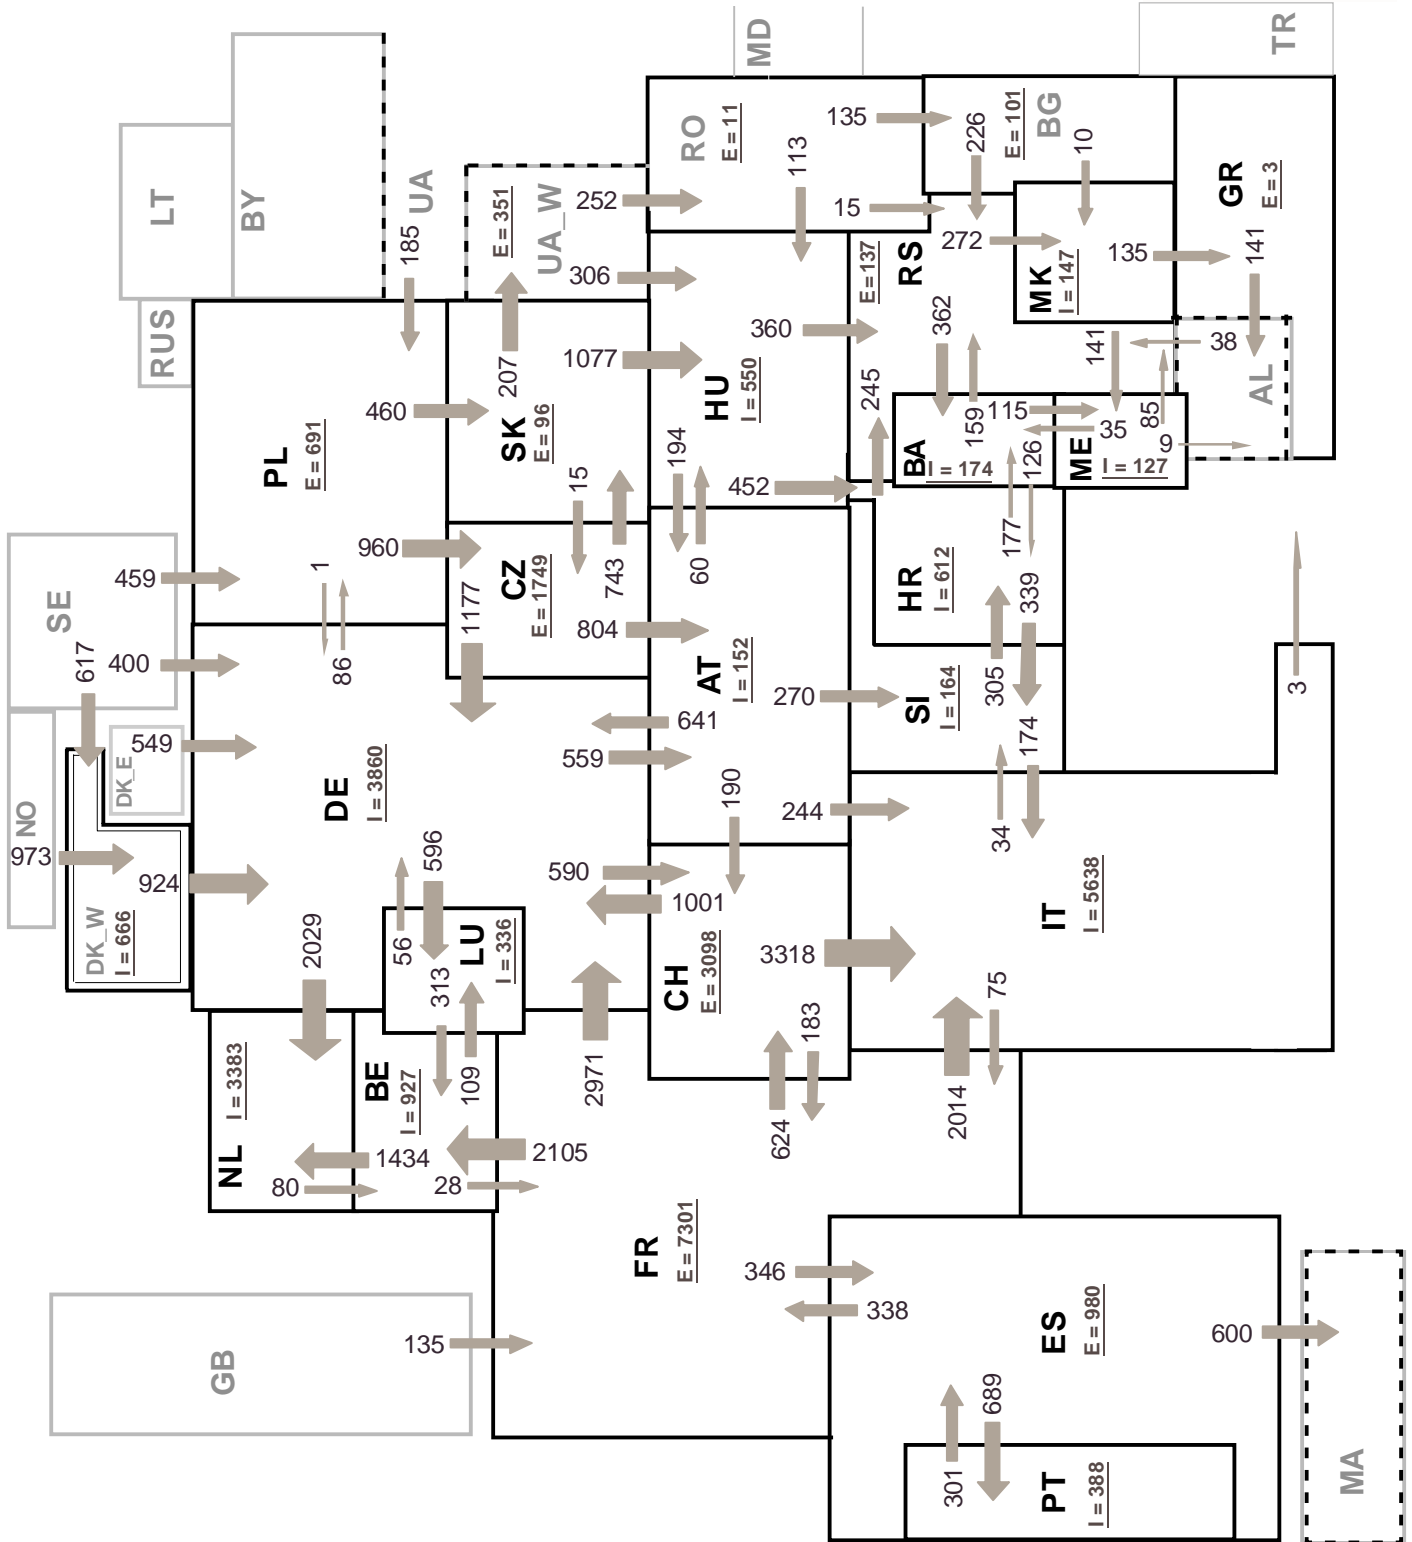 MD
TR
LT
BY
RO
E = 11
135
113
226
E = 101
BG
10
GR
E = 3
UA
185
E = 351
UA_W
252
15
306
E = 137
RS
272
MK
I = 147
135
141
RUS
PL
E = 691
460
207
SK
E = 96
1077
360
HU
I = 550
362
141
38
AL
245
159
115
35
85
9
BA
I = 174
126
ME
I = 127
15
194
452
SE
459
617
400
960
1
86
1177
CZ
E = 1749
743
60
804
HR
I = 612
177
339
AT
I = 152
270
SI
I = 164
305
174
3
NO
549
DK_E
DE
I = 3860
641
559
190
244
34
973
924
DK_W
I = 666
596
590
1001
56
2029
LU
I = 336
313
CH
E = 3098
3318
IT
I = 5638
75
NL
I = 3383
BE
I = 927
109
2971
624
183
2014
1434
80
28
2105
FR
E = 7301
346
338
GB
135
ES
E = 980
600
301
689
PT
I = 388
MA